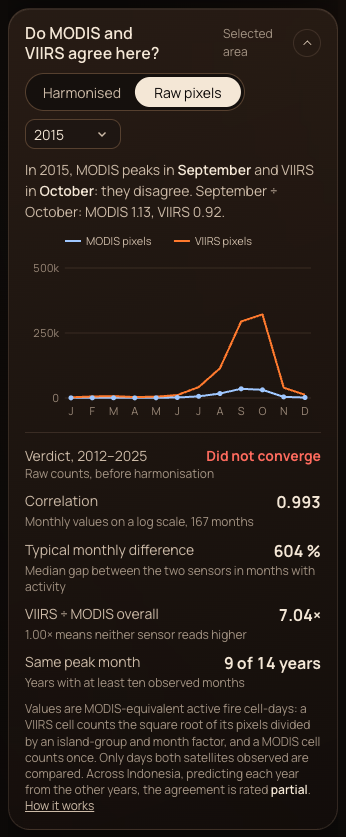 Do MODIS and
VIIRS agree here?
Selected
area
Harmonised
Raw pixels
2015
In 2015, MODIS peaks in September and VIIRS
in October: they disagree. September ÷
October: MODIS 1.13, VIIRS 0.92.
MODIS pixels
VIIRS pixels
500k
250k
0
J F M A M J J A S O N D
Verdict, 2012–2025
Did not converge
Raw counts, before harmonisation
Correlation
0.993
Monthly values on a log scale, 167 months
Typical monthly difference
604 %
Median gap between the two sensors in months with
activity
VIIRS ÷ MODIS overall
7.04×
1.00× means neither sensor reads higher
Same peak month
9 of 14 years
Years with at least ten observed months
Values are MODIS-equivalent active fire cell-days: a
VIIRS cell counts the square root of its pixels divided
by an island-group and month factor, and a MODIS cell
counts once. Only days both satellites observed are
compared. Across Indonesia, predicting each year
from the other years, the agreement is rated partial.
How it works